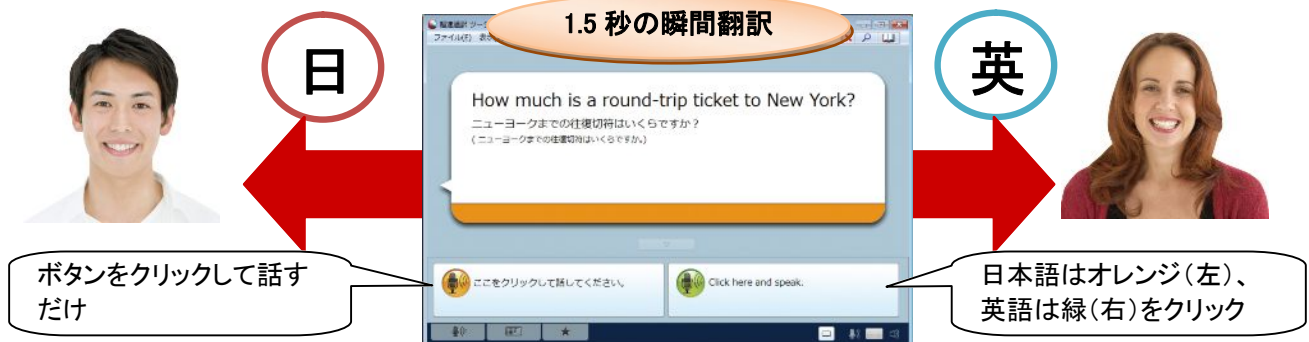 1.5 秒の瞬間翻訳
ファイル(F)
日
英
How much is a round-trip ticket to New York?
ニューヨークまでの往復切符はいくらですか？
(ニューヨークまでの往復切符はいくらですか。)
ボタンをクリックして話す
だけ
ここをクリックして話してください。
Click here and speak.
日本語はオレンジ（左）、
英語は緑（右）をクリック